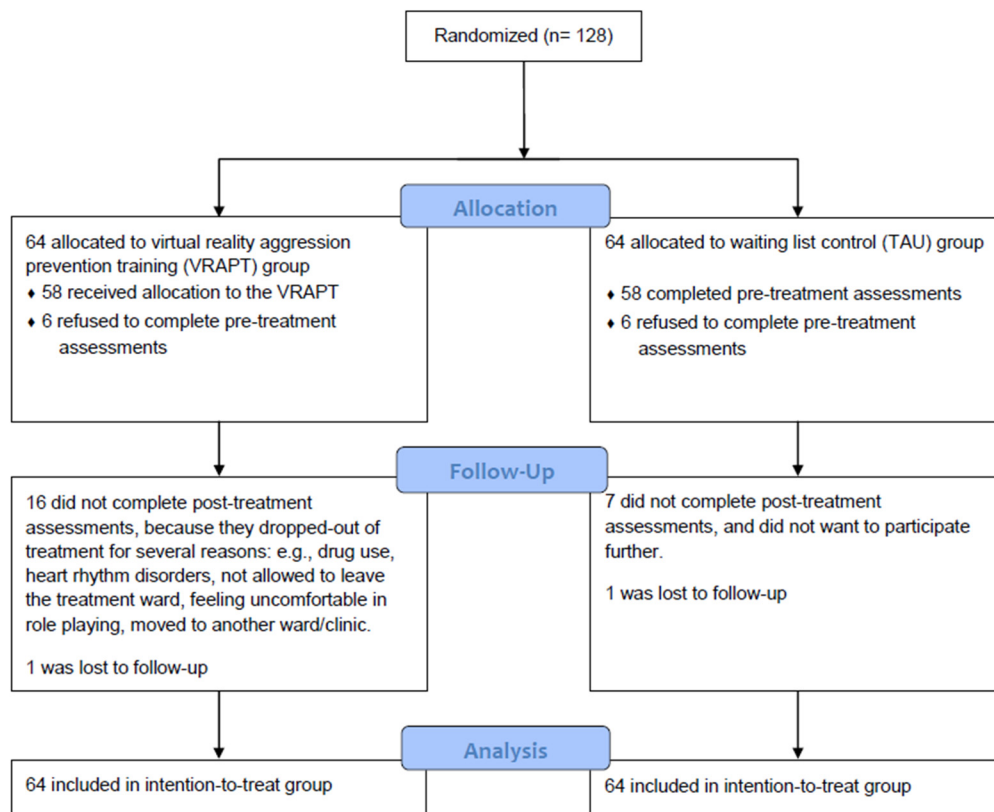 Randomized (n= 128)
Allocation
64 allocated to virtual reality aggression
prevention training (VRAPT) group
♦ 58 received allocation to the VRAPT
♦ 6 refused to complete pre-treatment
assessments
64 allocated to waiting list control (TAU) group
♦ 58 completed pre-treatment assessments
♦ 6 refused to complete pre-treatment
assessments
Follow-Up
16 did not complete post-treatment
assessments, because they dropped-out of
treatment for several reasons: e.g., drug use,
heart rhythm disorders, not allowed to leave
the treatment ward, feeling uncomfortable in
role playing, moved to another ward/clinic.
1 was lost to follow-up
7 did not complete post-treatment
assessments, and did not want to participate
further.
1 was lost to follow-up
Analysis
64 included in intention-to-treat group
64 included in intention-to-treat group